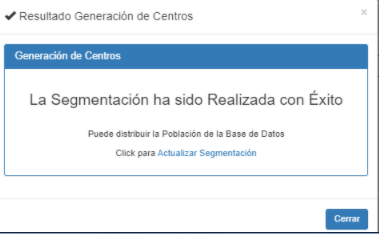 ✔ Resultado Generación de Centros ×
Generación de Centros
La Segmentación ha sido Realizada con Éxito
Puede distribuir la Población de la Base de Datos
Click para Actualizar Segmentación
Cerrar